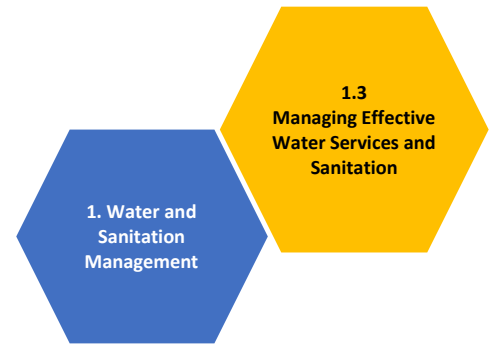 1.3
Managing Effective
Water Services and
Sanitation
1. Water and
Sanitation
Management